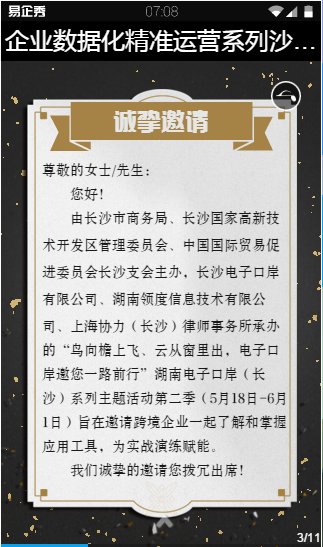 易企秀
07:08
企业数据化精准运营系列沙...
诚挚邀请
尊敬的女士/先生：
您好！
由长沙市商务局、长沙国家高新技
术开发区管理委员会、中国国际贸易促
进委员会长沙支会主办，长沙电子口岸
有限公司、湖南领度信息技术有限公
司、上海协力（长沙）律师事务所承办
的“鸟向檐上飞、云从窗里出，电子口
岸邀您一路前行”湖南电子口岸（长
沙）系列主题活动第二季（5月18日-6月
1日）旨在邀请跨境企业一起了解和掌握
应用工具，为实战演练赋能。
我们诚挚的邀请您拨冗出席！
3/11